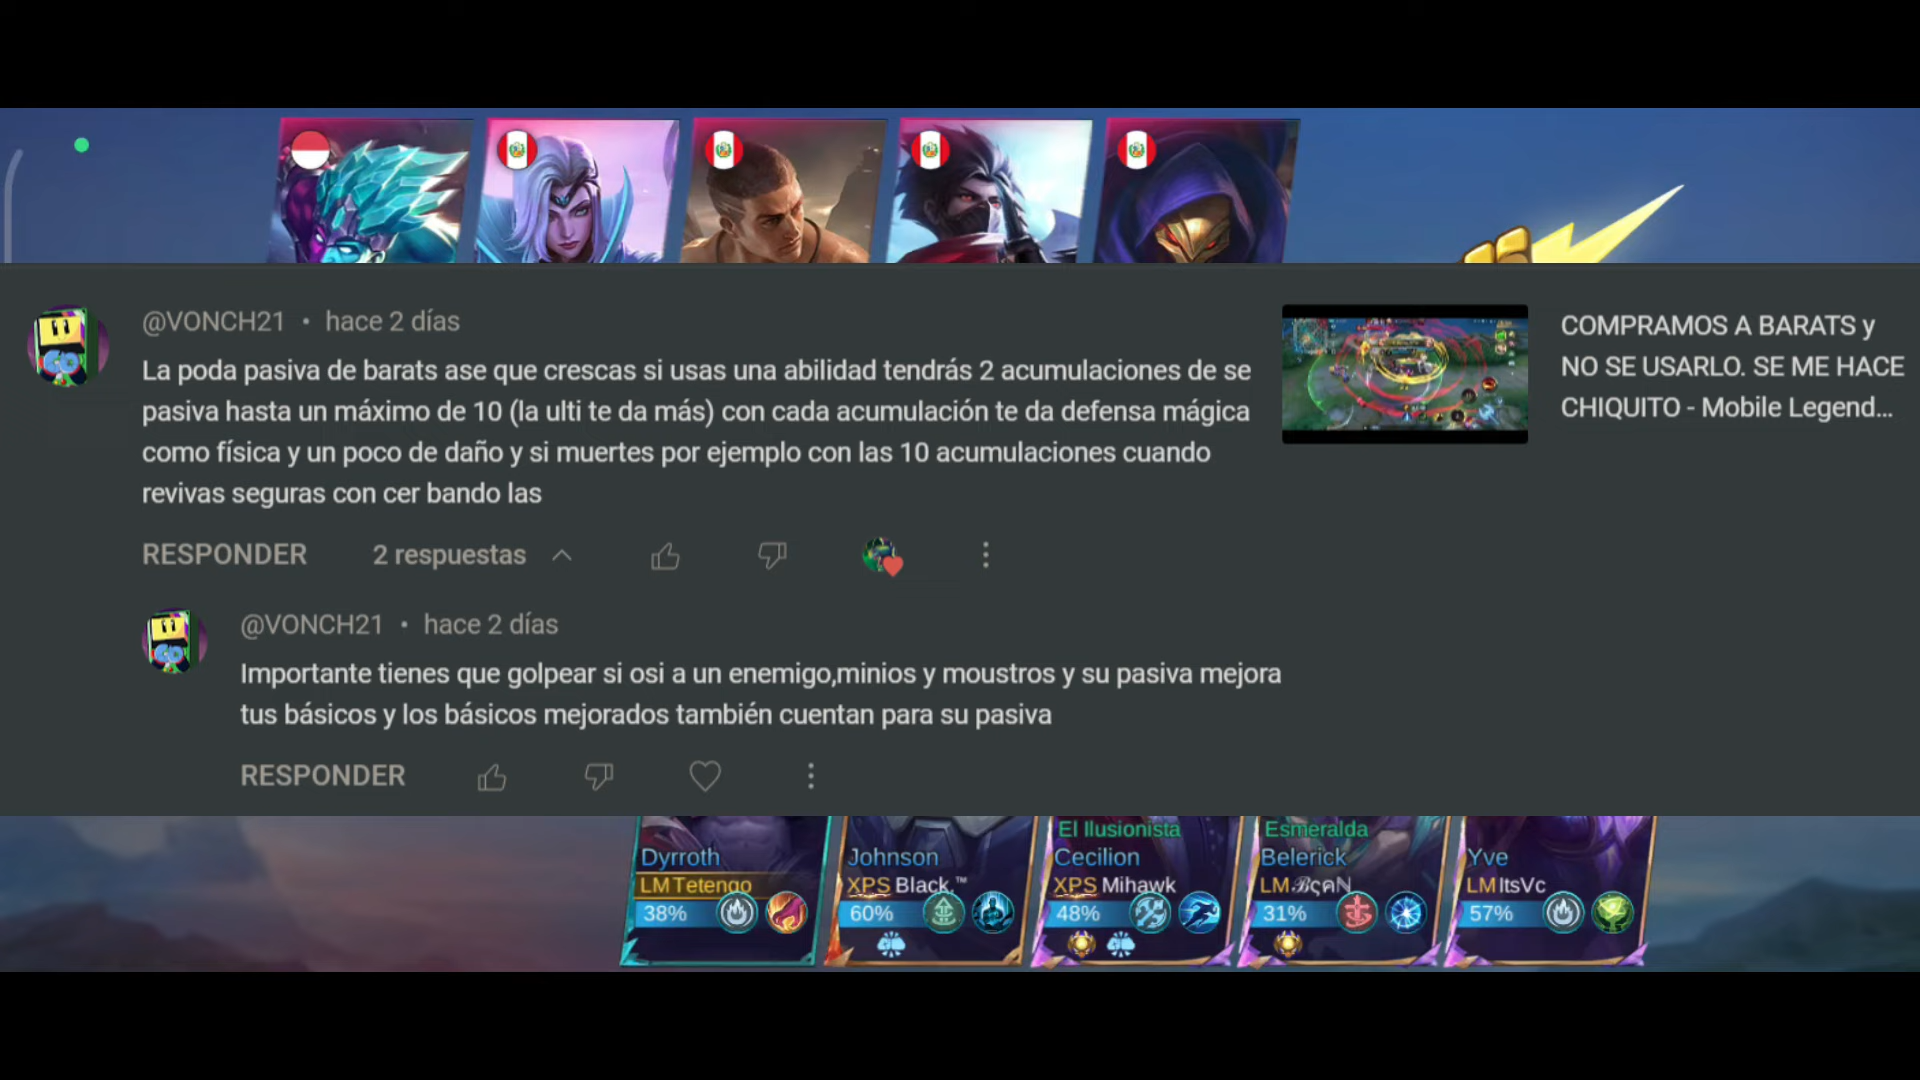 @VONCH21 • hace 2 días
La poda pasiva de barats ase que crescas si usas una abilidad tendrás 2 acumulaciones de se
pasiva hasta un máximo de 10 (la ulti te da más) con cada acumulación te da defensa mágica
como física y un poco de daño y si muertes por ejemplo con las 10 acumulaciones cuando
revivas seguras con cer bando las
RESPONDER 2 respuestas
COMPRAMOS A BARATS y
NO SE USARLO. SE ME HACE
CHIQUITO - Mobile Legend...
@VONCH21 • hace 2 días
Importante tienes que golpear si osi a un enemigo,minios y moustros y su pasiva mejora
tus básicos y los básicos mejorados también cuentan para su pasiva
RESPONDER
Dyrroth
LM Tetengo
38%
Johnson
XPS Black.™
60%
El Ilusionista
Cecilion
XPS Mihawk
48%
Esmeralda
Belerick
LM
31%
Yve
LM ItsVc
57%